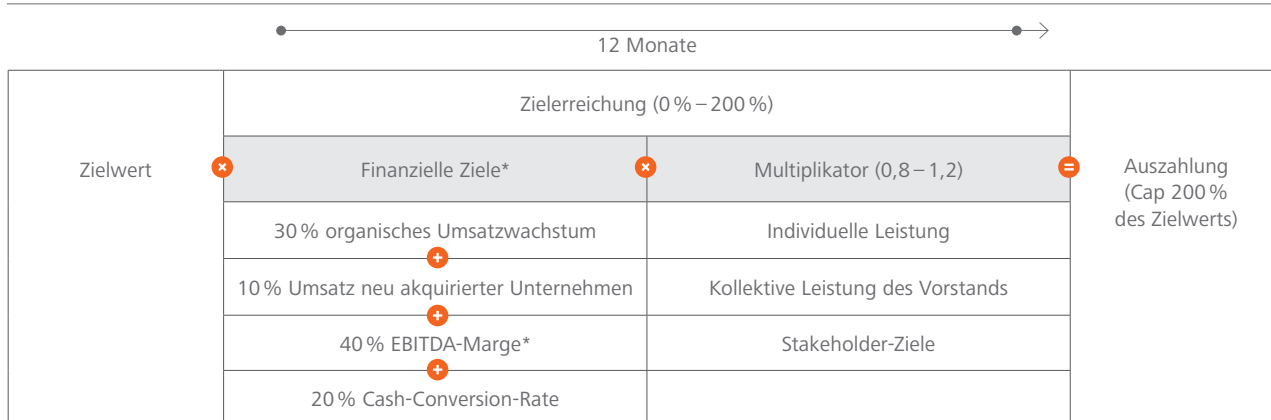 12 Monate
Zielerreichung (0 % – 200 %)
Zielwert
×
Finanzielle Ziele*
×
Multiplikator (0,8 – 1,2)
=
Auszahlung
(Cap 200 %
des Zielwerts)
30 % organisches Umsatzwachstum
Individuelle Leistung
+
10 % Umsatz neu akquirierter Unternehmen
Kollektive Leistung des Vorstands
+
40 % EBITDA-Marge*
Stakeholder-Ziele
+
20 % Cash-Conversion-Rate